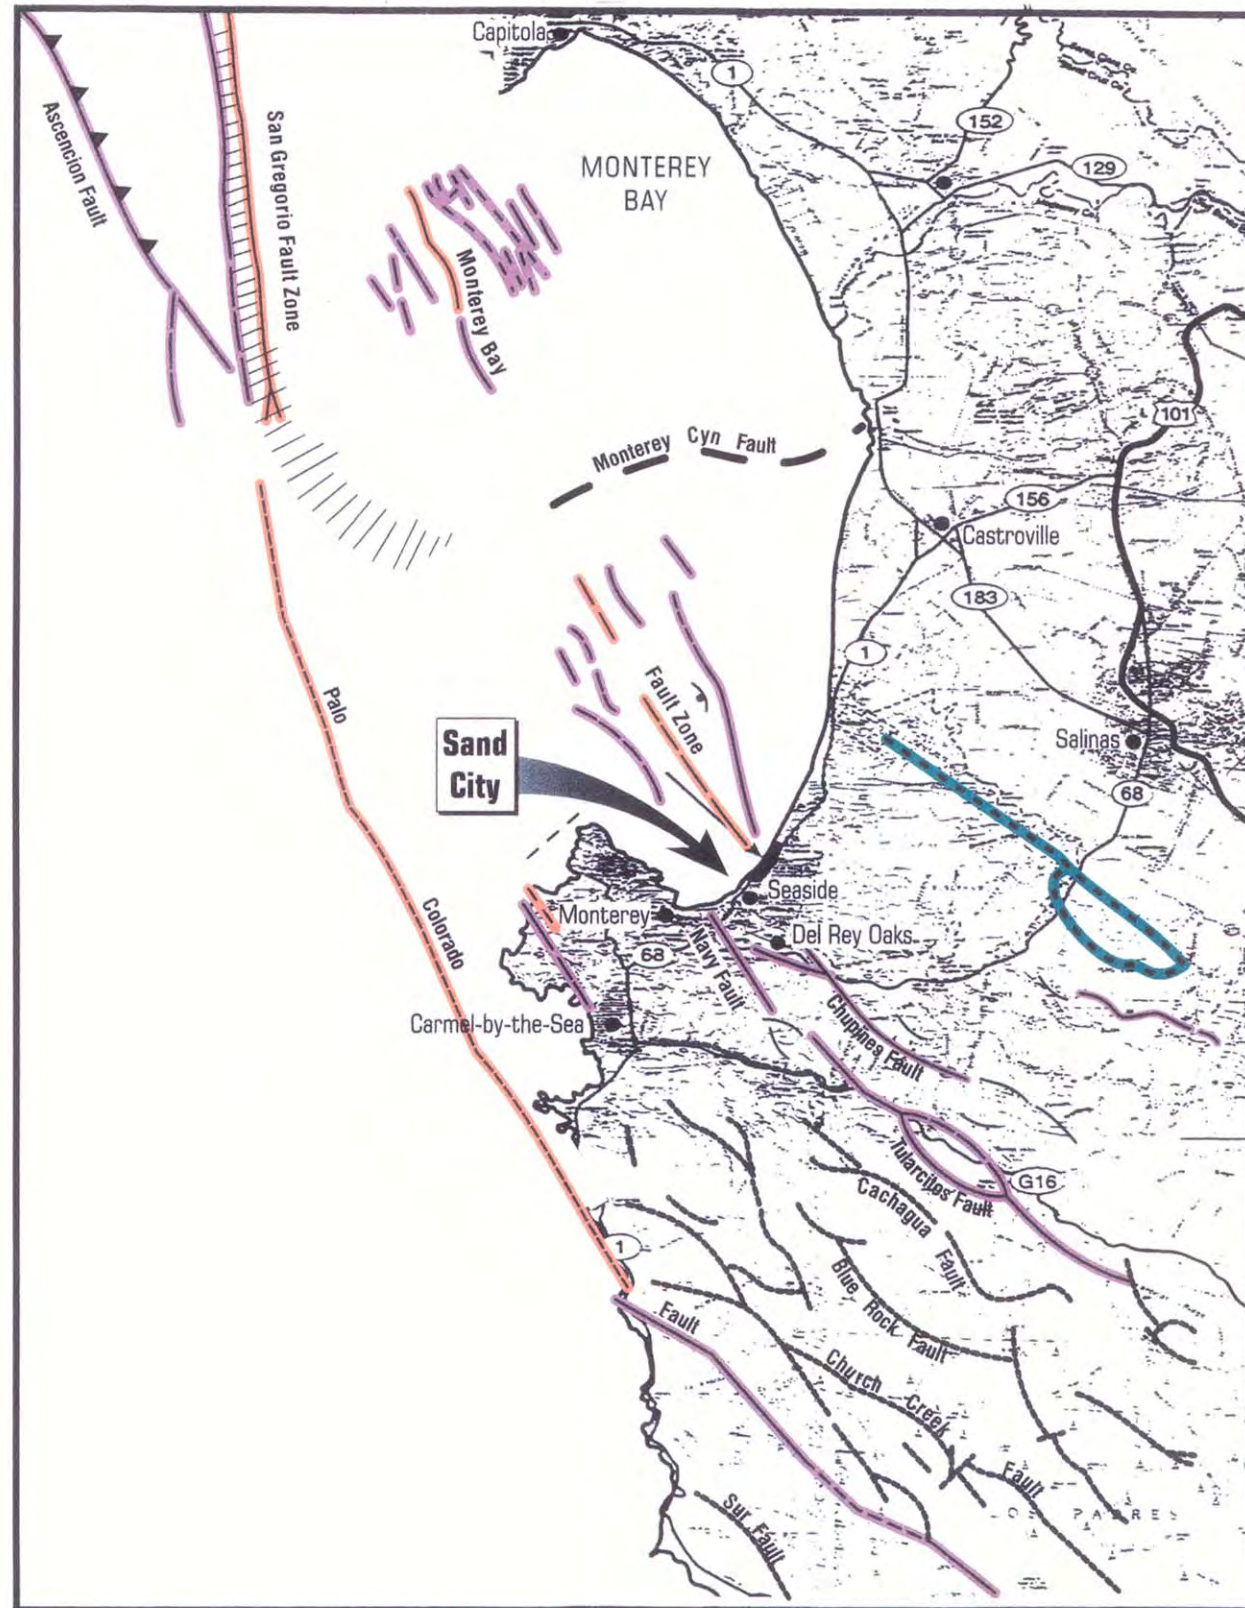 Capitola
1
152
129
MONTEREY
BAY
Ascencion Fault
San Gregorio Fault Zone
Monterey Bay
101
Monterey Cyn Fault
156
Castroville
183
1
Fault Zone
Palo
Sand
City
Salinas
68
Seaside
Monterey
Colorado
Navy Fault
Del Rey Oaks
68
Carmel-by-the-Sea
Chupines Fault
Tularcitos Fault
G16
Cachagua Fault
1
Blue Rock Fault
Fault
Church Creek Fault
Sur Fault